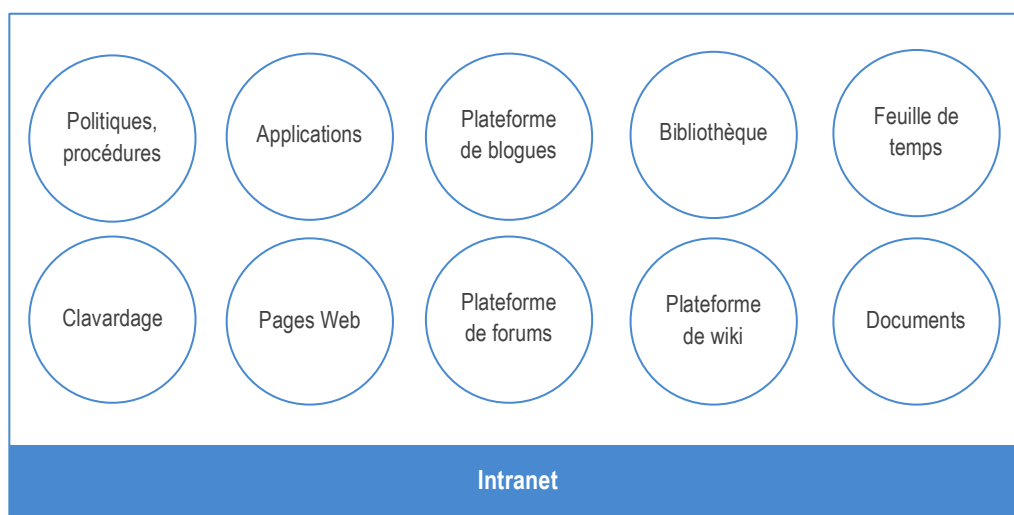 Politiques,
procédures
Applications
Plateforme
de blogues
Bibliothèque
Feuille de
temps
Clavardage
Pages Web
Plateforme
de forums
Plateforme
de wiki
Documents
Intranet